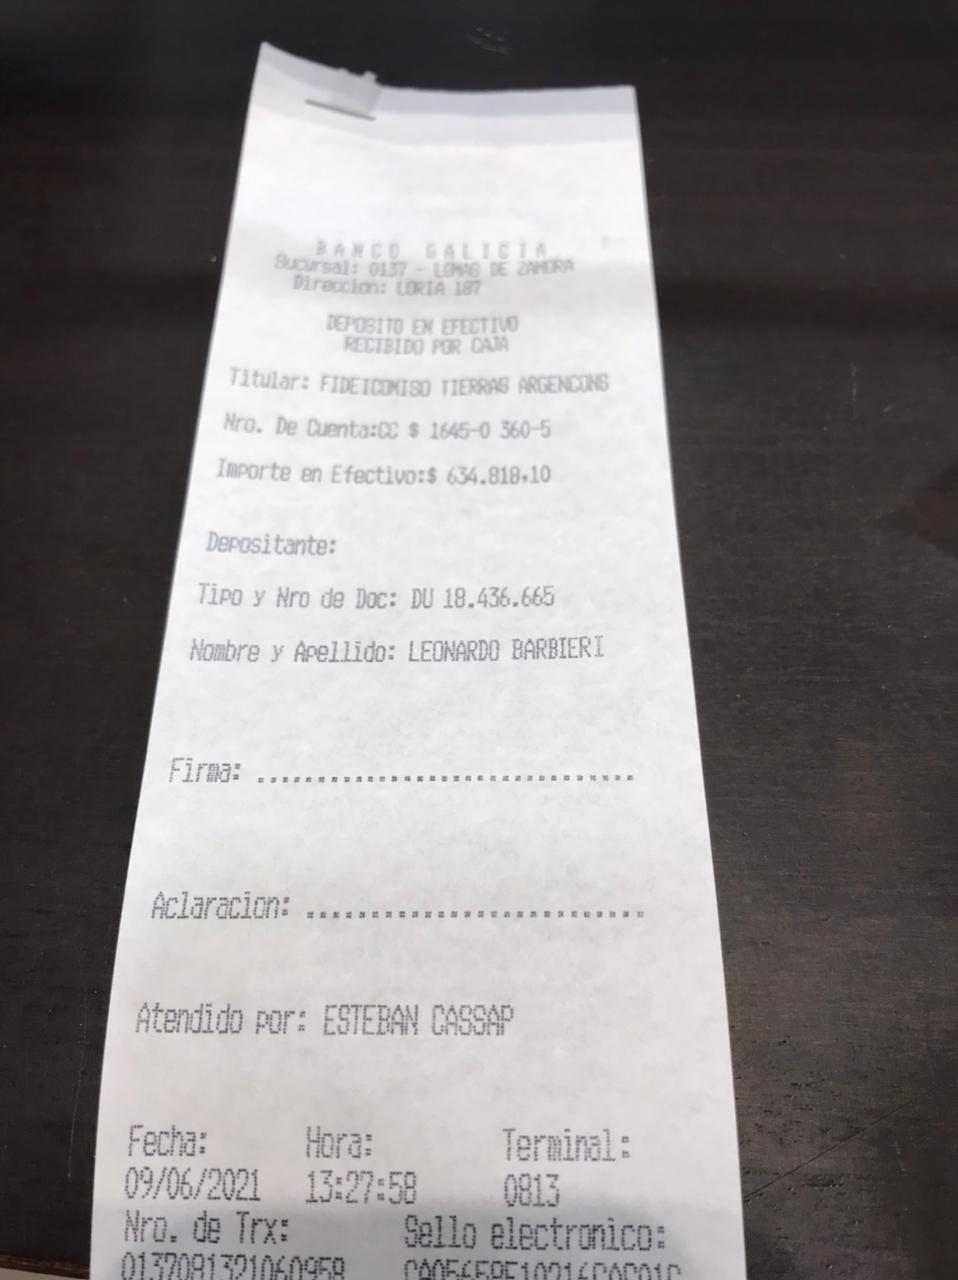 BANCO GALICIA
Sucursal: 0137 - LOMAS DE ZAMORA
Direccion: LORIA 187
DEPOSITO EN EFECTIVO
RECIBIDO POR CAJA
Titular: FIDEICOMISO TIERRAS ARGENCONS
Nro. De Cuenta:CC $ 1645-0 360-5
Importe en Efectivo:$ 634.818,10
Depositante:
Tipo y Nro de Doc: DU 18.436.665
Nombre y Apellido: LEONARDO BARBIERI
Firma: ................................
Aclaracion: ..........................
Atendido por: ESTEBAN CASSAP
Fecha: Hora: Terminal:
09/06/2021 13:27:58 0813
Nro. de Trx: Sello electronico:
0137081321060958